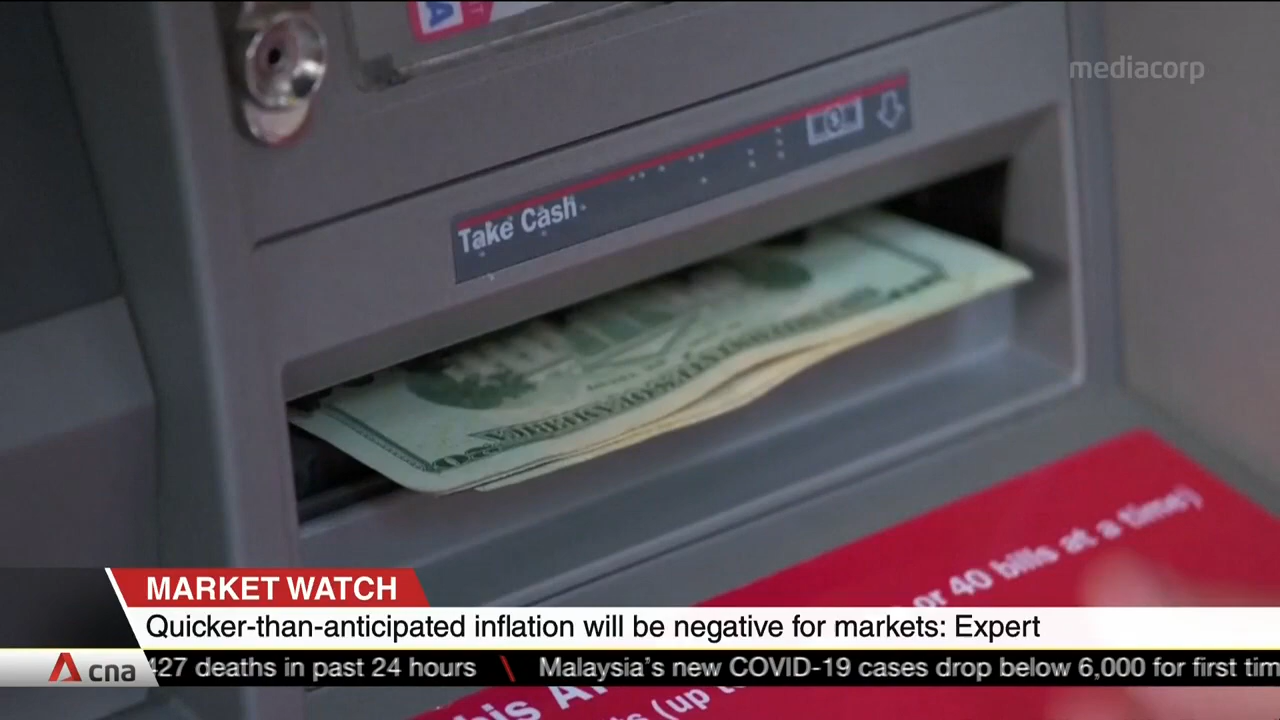 mediacorp
Take Cash
or 40 bills at a time)
MARKET WATCH
Quicker-than-anticipated inflation will be negative for markets: Expert
cna
427 deaths in past 24 hours \ Malaysia's new COVID-19 cases drop below 6,000 for first tim
(up to